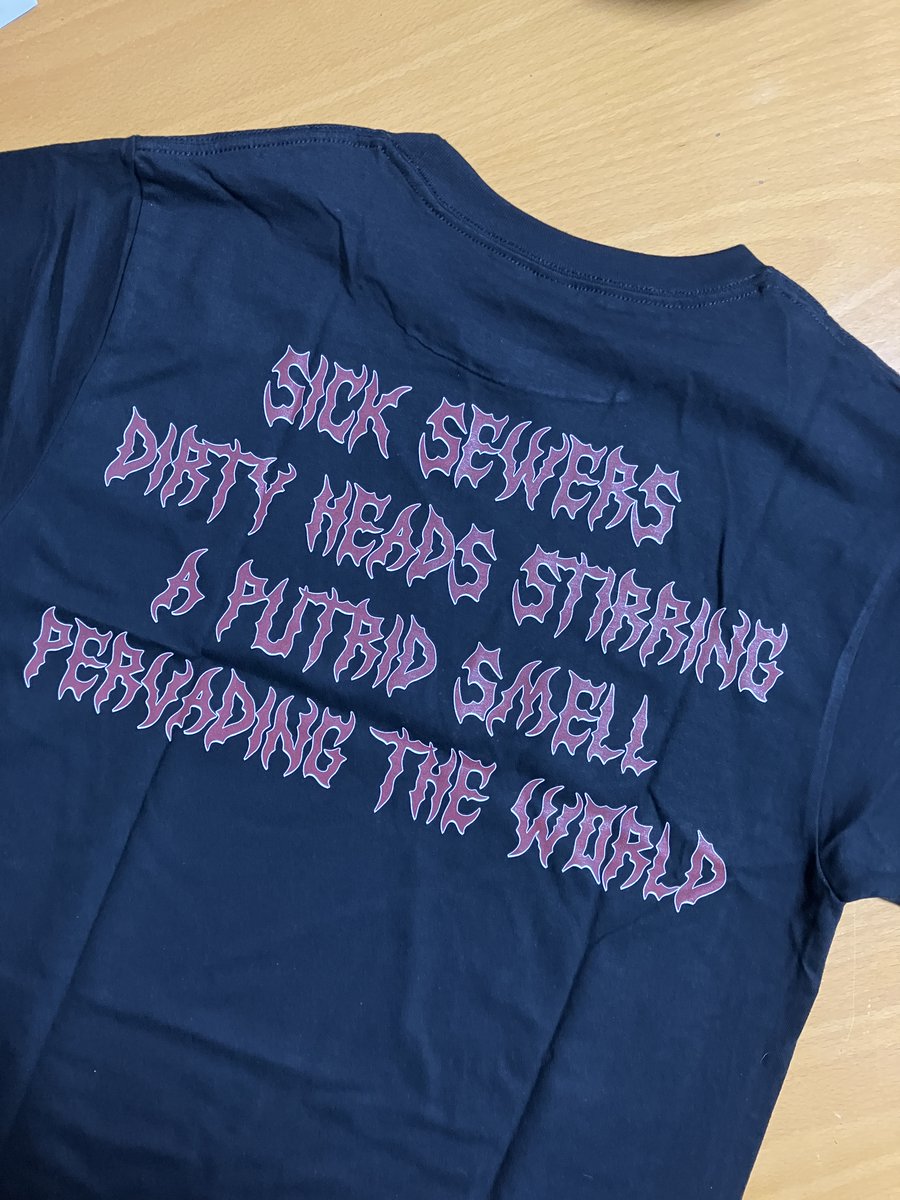 SICK SEWERS
DIRTY HEADS STIRRING
A PUTRID SMELL
PERVADING THE WORLD